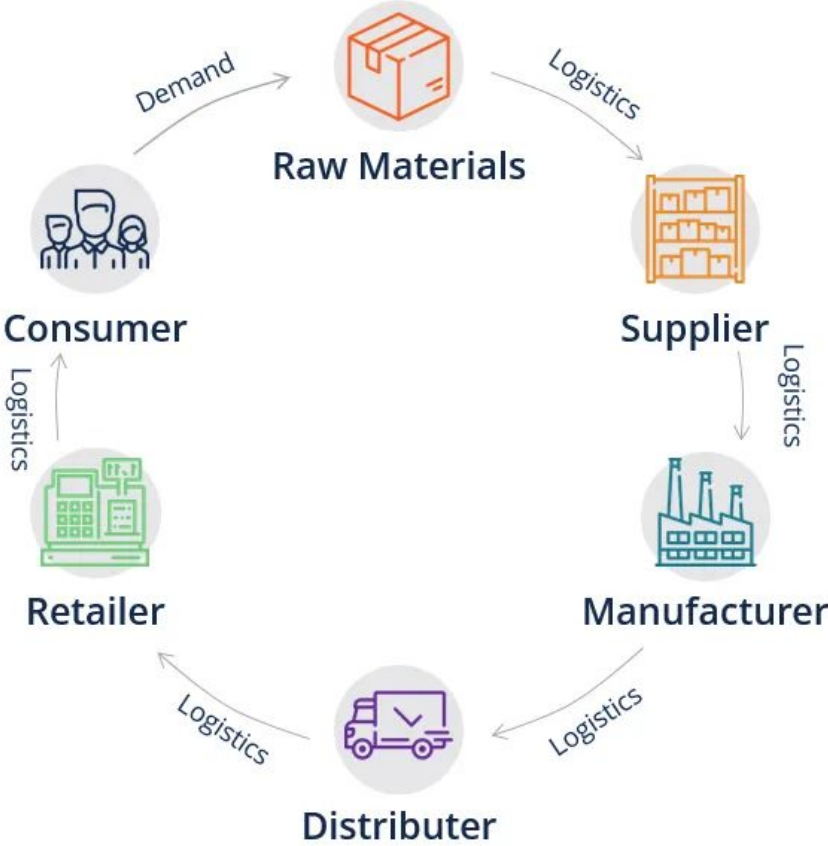 Raw Materials
Logistics
Supplier
Logistics
Manufacturer
Logistics
Distributer
Logistics
Retailer
Logistics
Consumer
Demand